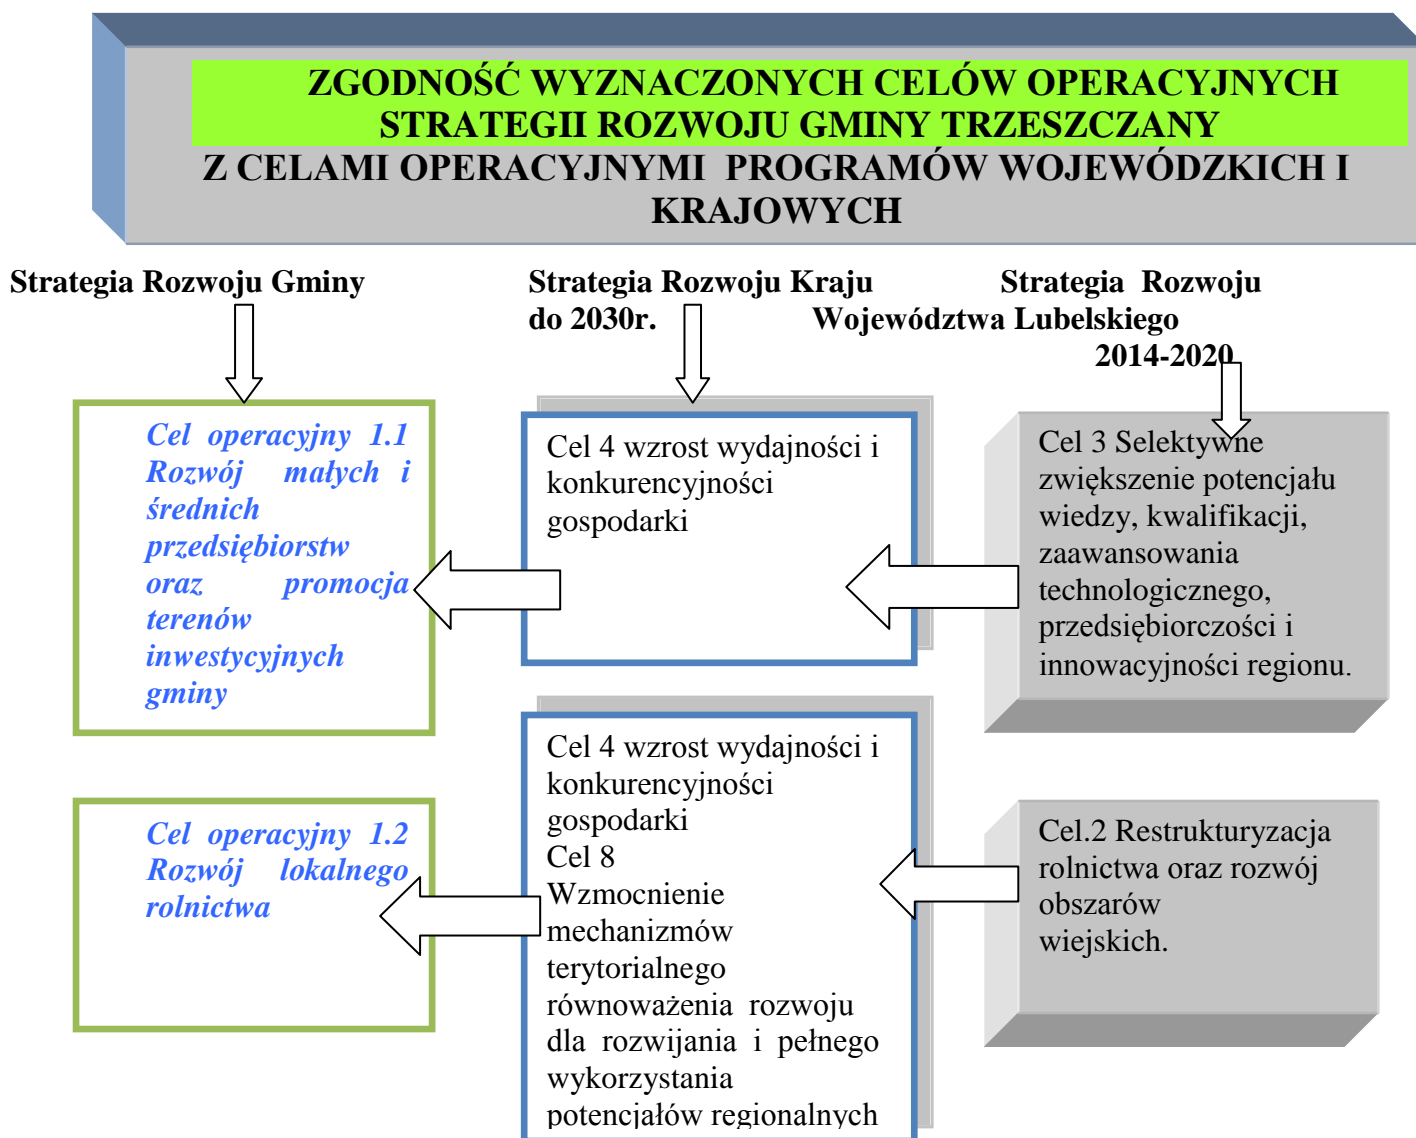 ZGODNOŚĆ WYZNACZONYCH CELÓW OPERACYJNYCH
STRATEGII ROZWOJU GMINY TRZESZCZANY
Z CELAMI OPERACYJNYMI PROGRAMÓW WOJEWÓDZKICH I
KRAJOWYCH
Strategia Rozwoju Gminy
Strategia Rozwoju Kraju
do 2030r.
Strategia Rozwoju
Województwa Lubelskiego
2014-2020
Cel operacyjny 1.1
Rozwój małych i
średnich
przedsiębiorstw
oraz promocja
terenów
inwestycyjnych
gminy
Cel 4 wzrost wydajności i
konkurencyjności
gospodarki
Cel 3 Selektywne
zwiększenie potencjału
wiedzy, kwalifikacji,
zaawansowania
technologicznego,
przedsiębiorczości i
innowacyjności regionu.
Cel operacyjny 1.2
Rozwój lokalnego
rolnictwa
Cel 4 wzrost wydajności i
konkurencyjności
gospodarki
Cel 8
Wzmocnienie
mechanizmów
terytorialnego
równoważenia rozwoju
dla rozwijania i pełnego
wykorzystania
potencjałów regionalnych
Cel.2 Restrukturyzacja
rolnictwa oraz rozwój
obszarów
wiejskich.